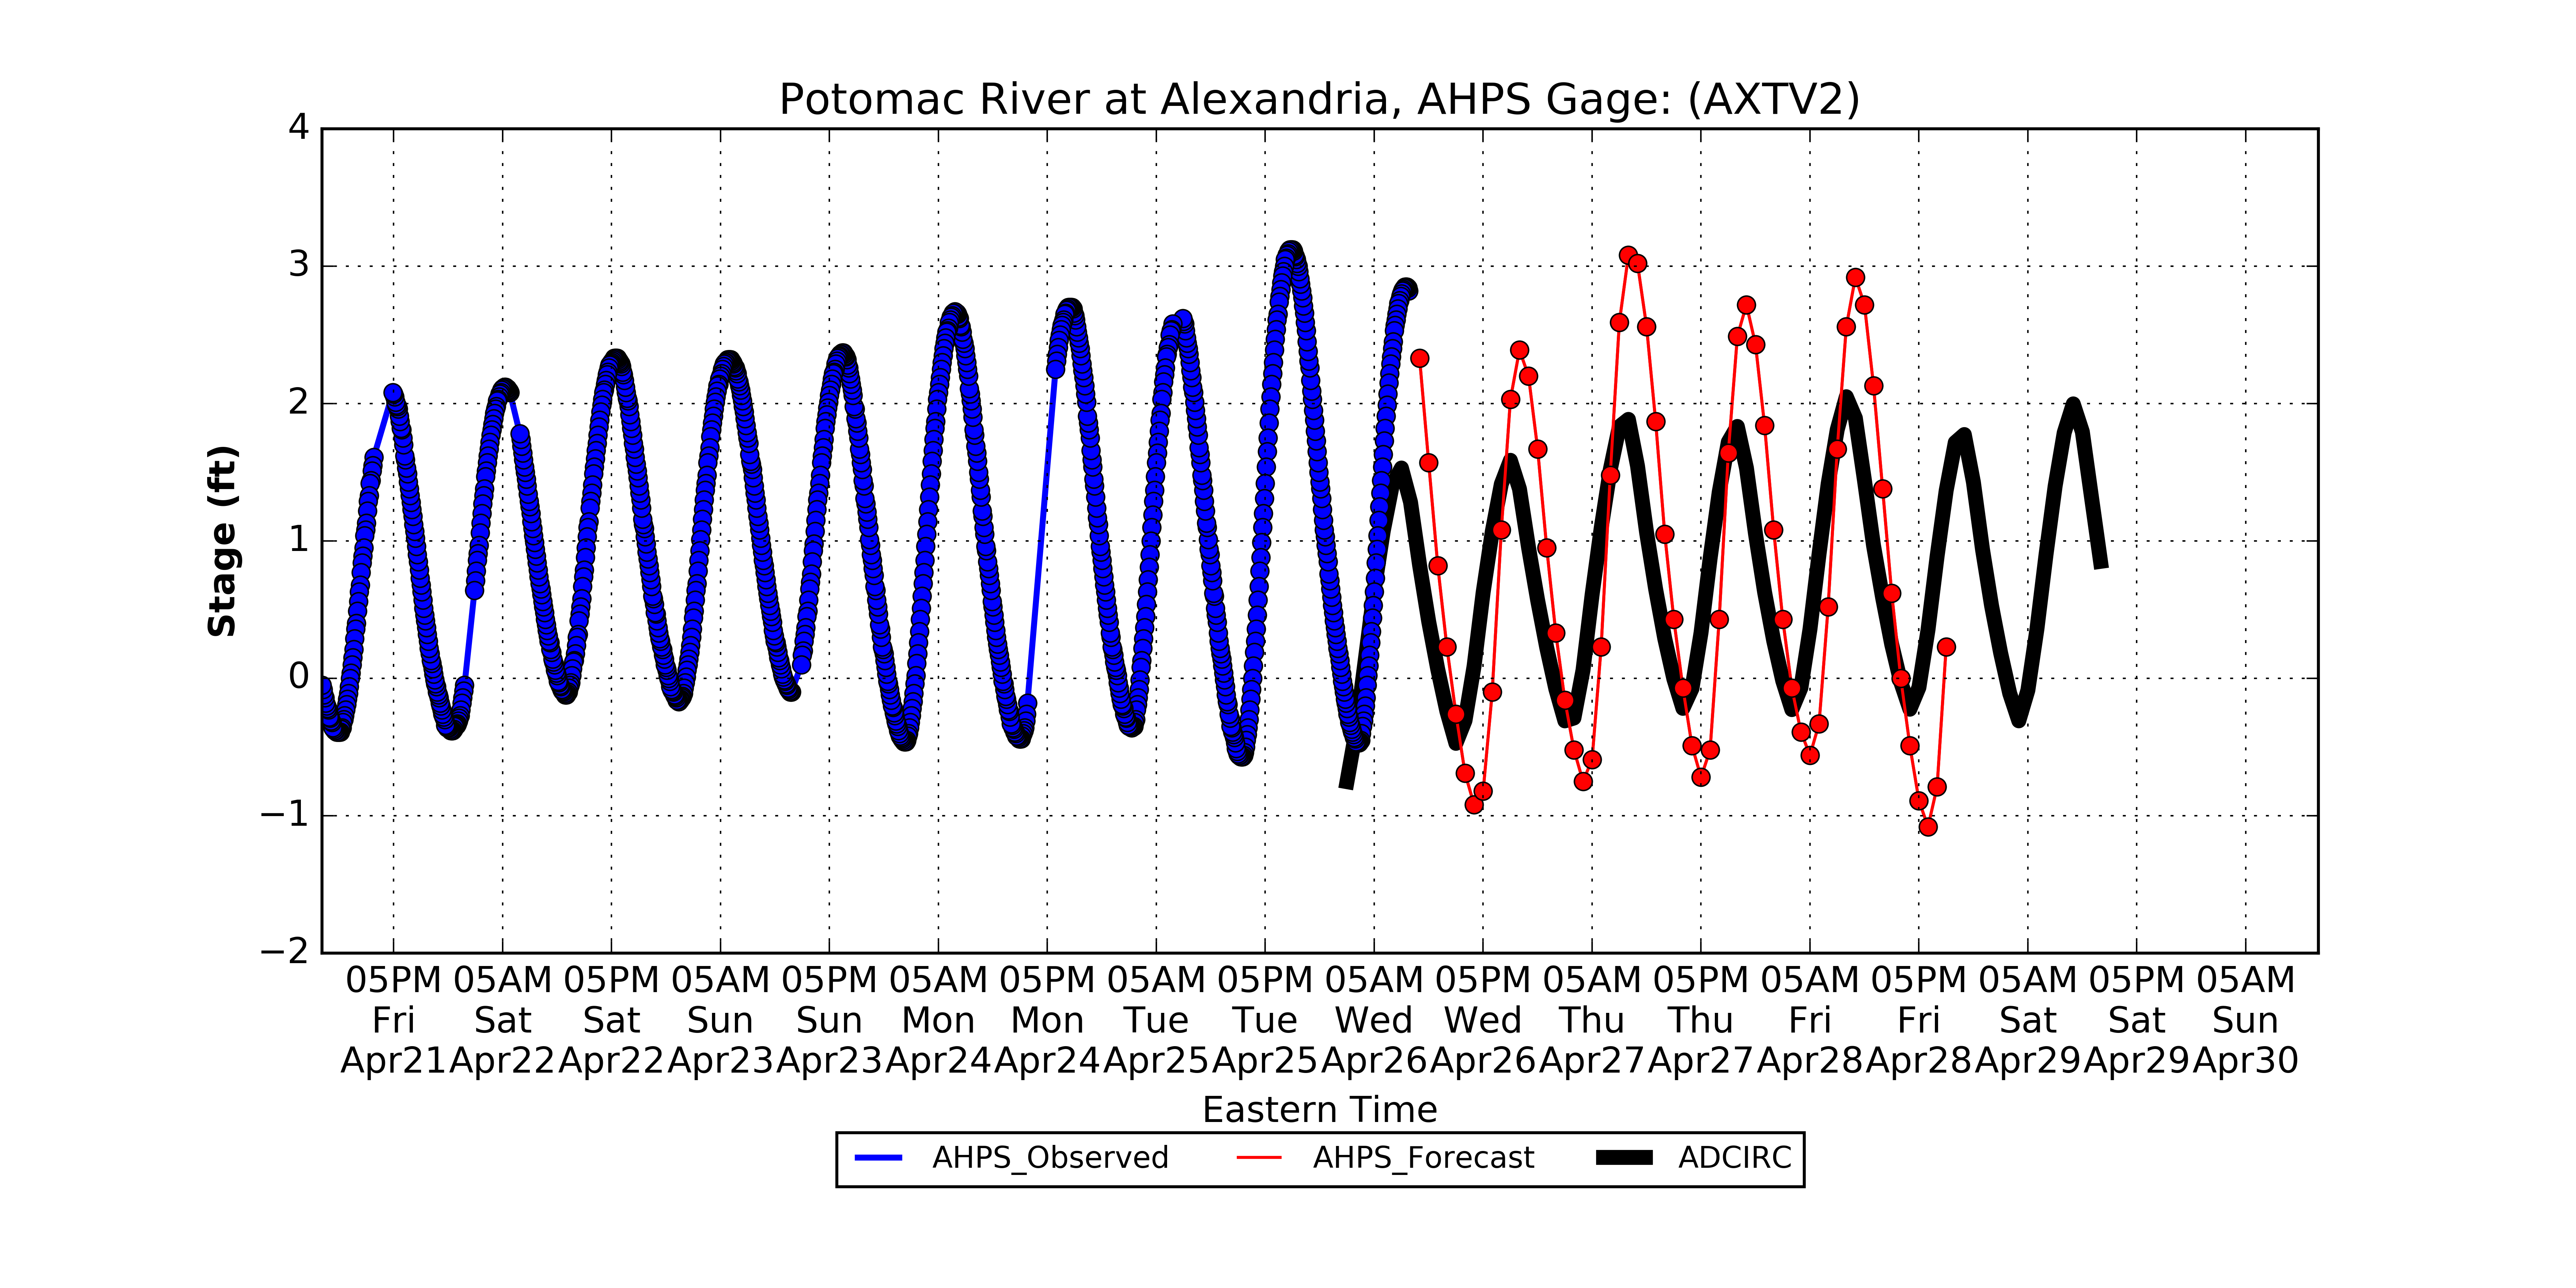 Potomac River at Alexandria, AHPS Gage: (AXTV2)
4
3
2
1
0
−1
−2
Stage (ft)
05PM 05AM 05PM 05AM 05PM 05AM 05PM 05AM 05PM 05AM 05PM 05AM 05PM 05AM 05PM 05AM 05PM 05AM
Fri Sat Sat Sun Sun Mon Mon Tue Tue Wed Wed Thu Thu Fri Fri Sat Sat Sun
Apr21 Apr22 Apr22 Apr23 Apr23 Apr24 Apr24 Apr25 Apr25 Apr26 Apr26 Apr27 Apr27 Apr28 Apr28 Apr29 Apr29 Apr30
Eastern Time
AHPS_Observed AHPS_Forecast ADCIRC